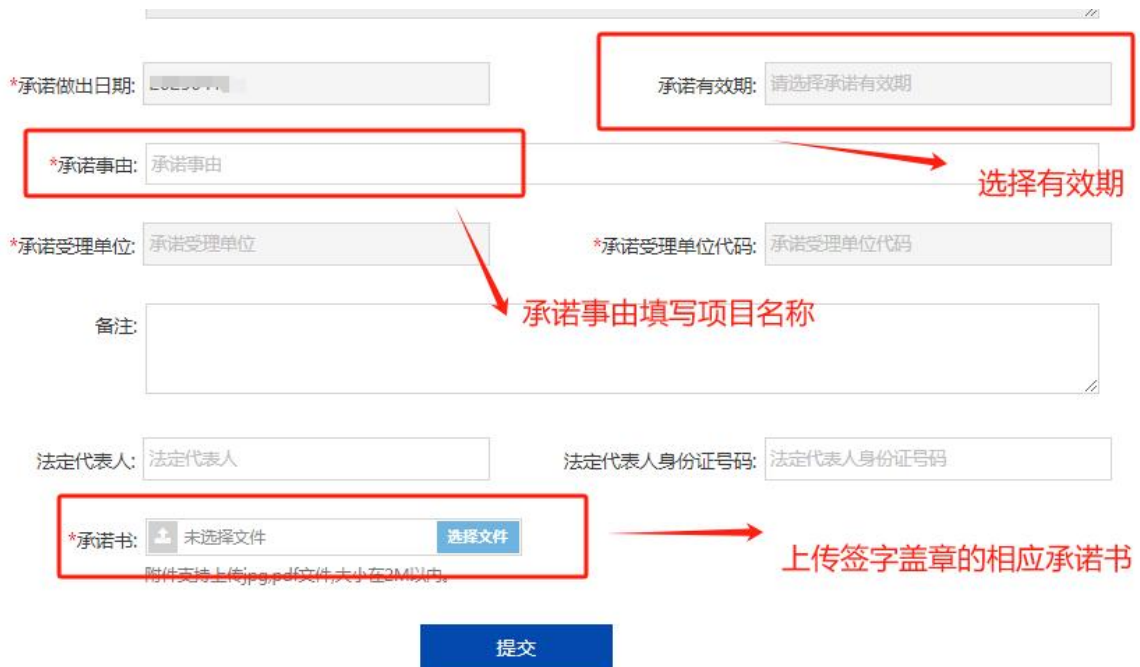 *承诺做出日期: 承诺有效期: 请选择承诺有效期
*承诺事由: 承诺事由
选择有效期
*承诺受理单位: 承诺受理单位 *承诺受理单位代码: 承诺受理单位代码
承诺事由填写项目名称
备注:
法定代表人: 法定代表人 法定代表人身份证号码: 法定代表人身份证号码
*承诺书: 未选择文件 选择文件
上传签字盖章的相应承诺书
附件支持上传jpg,pdf文件,大小在2M以内。
提交